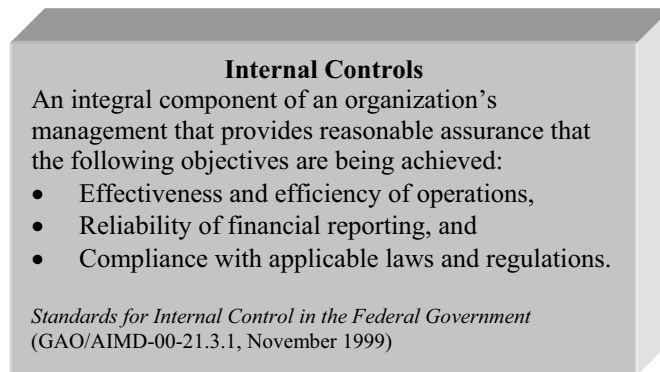 Internal Controls
An integral component of an organization’s
management that provides reasonable assurance that
the following objectives are being achieved:
• Effectiveness and efficiency of operations,
• Reliability of financial reporting, and
• Compliance with applicable laws and regulations.
Standards for Internal Control in the Federal Government
(GAO/AIMD-00-21.3.1, November 1999)